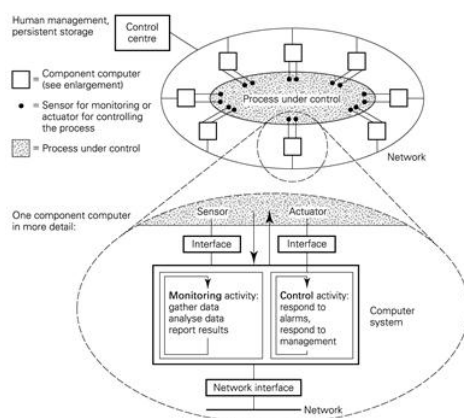 Human management,
persistent storage
Control
centre
= Component computer
(see enlargement)
= Sensor for monitoring or
actuator for controlling
the process
= Process under control
Process under control
Network
One component computer
in more detail:
Sensor
Actuator
Interface
Interface
Monitoring activity:
gather data
analyse data
report results
Control activity:
respond to
alarms,
respond to
management
Computer
system
Network interface
Network